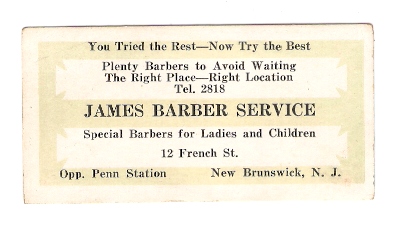 You Tried the Rest—Now Try the Best
Plenty Barbers to Avoid Waiting
The Right Place—Right Location
Tel. 2818
JAMES BARBER SERVICE
Special Barbers for Ladies and Children
12 French St.
Opp. Penn Station New Brunswick, N. J.